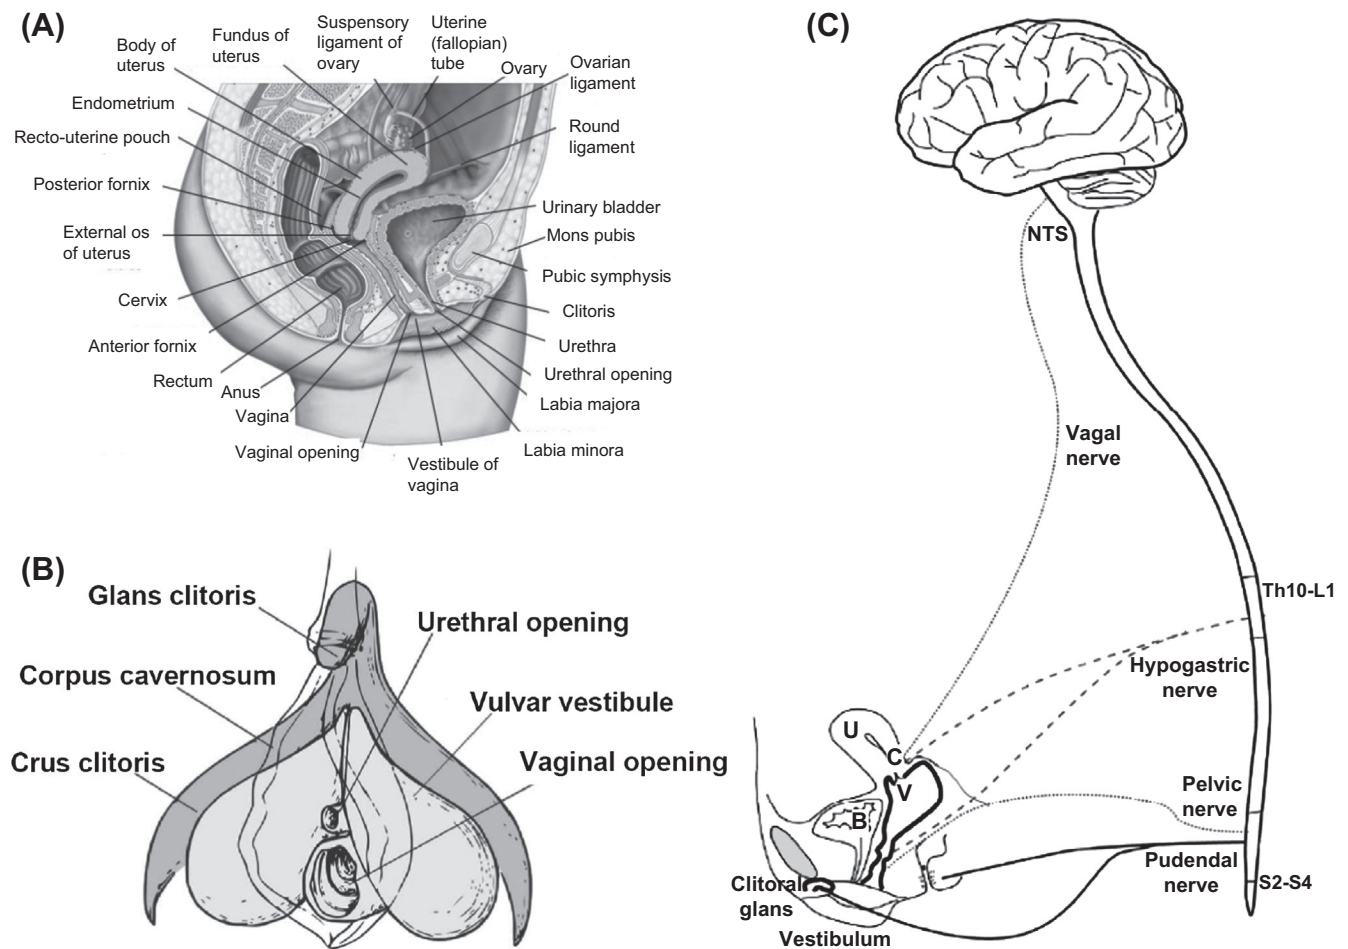 (A)
Body of
uterus
Fundus of
uterus
Suspensory
ligament of
ovary
Uterine
(fallopian)
tube
Ovary
Ovarian
ligament
Endometrium
Recto-uterine pouch
Round
ligament
Posterior fornix
Urinary bladder
External os
of uterus
Mons pubis
Pubic symphysis
Cervix
Clitoris
Anterior fornix
Urethra
Rectum
Urethral opening
Anus
Labia majora
Vagina
Vaginal opening
Labia minora
Vestibule of
vagina
(B)
Glans clitoris
Urethral opening
Corpus cavernosum
Vulvar vestibule
Crus clitoris
Vaginal opening
(C)
NTS
Vagal
nerve
Th10-L1
Hypogastric
nerve
U
C
V
B
Pelvic
nerve
Pudendal
nerve
S2-S4
Clitoral
glans
Vestibulum